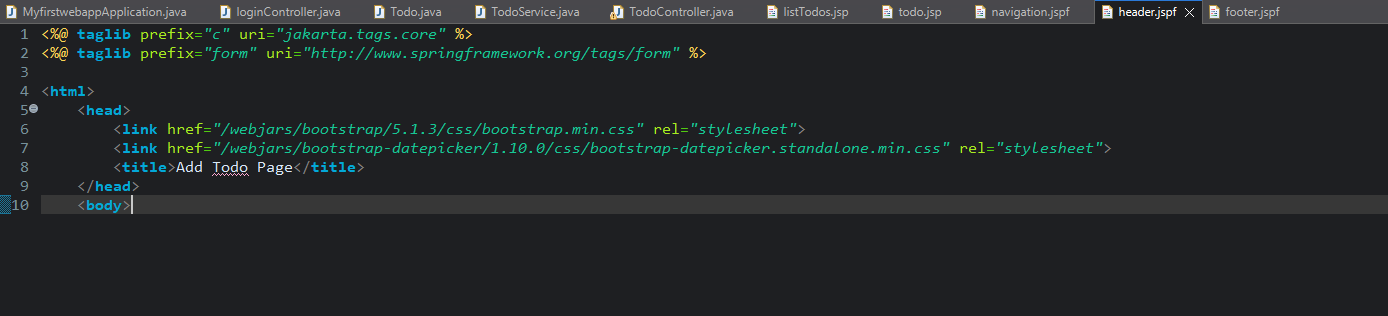 MyfirstwebappApplication.java loginController.java Todo.java TodoService.java TodoController.java listTodos.jsp todo.jsp navigation.jspf header.jspf footer.jspf
1 <%@ taglib prefix="c" uri="jakarta.tags.core" %>
2 <%@ taglib prefix="form" uri="http://www.springframework.org/tags/form" %>
3
4 <html>
5     <head>
6         <link href="/webjars/bootstrap/5.1.3/css/bootstrap.min.css" rel="stylesheet">
7         <link href="/webjars/bootstrap-datepicker/1.10.0/css/bootstrap-datepicker.standalone.min.css" rel="stylesheet">
8         <title>Add Todo Page</title>
9     </head>
10     <body>